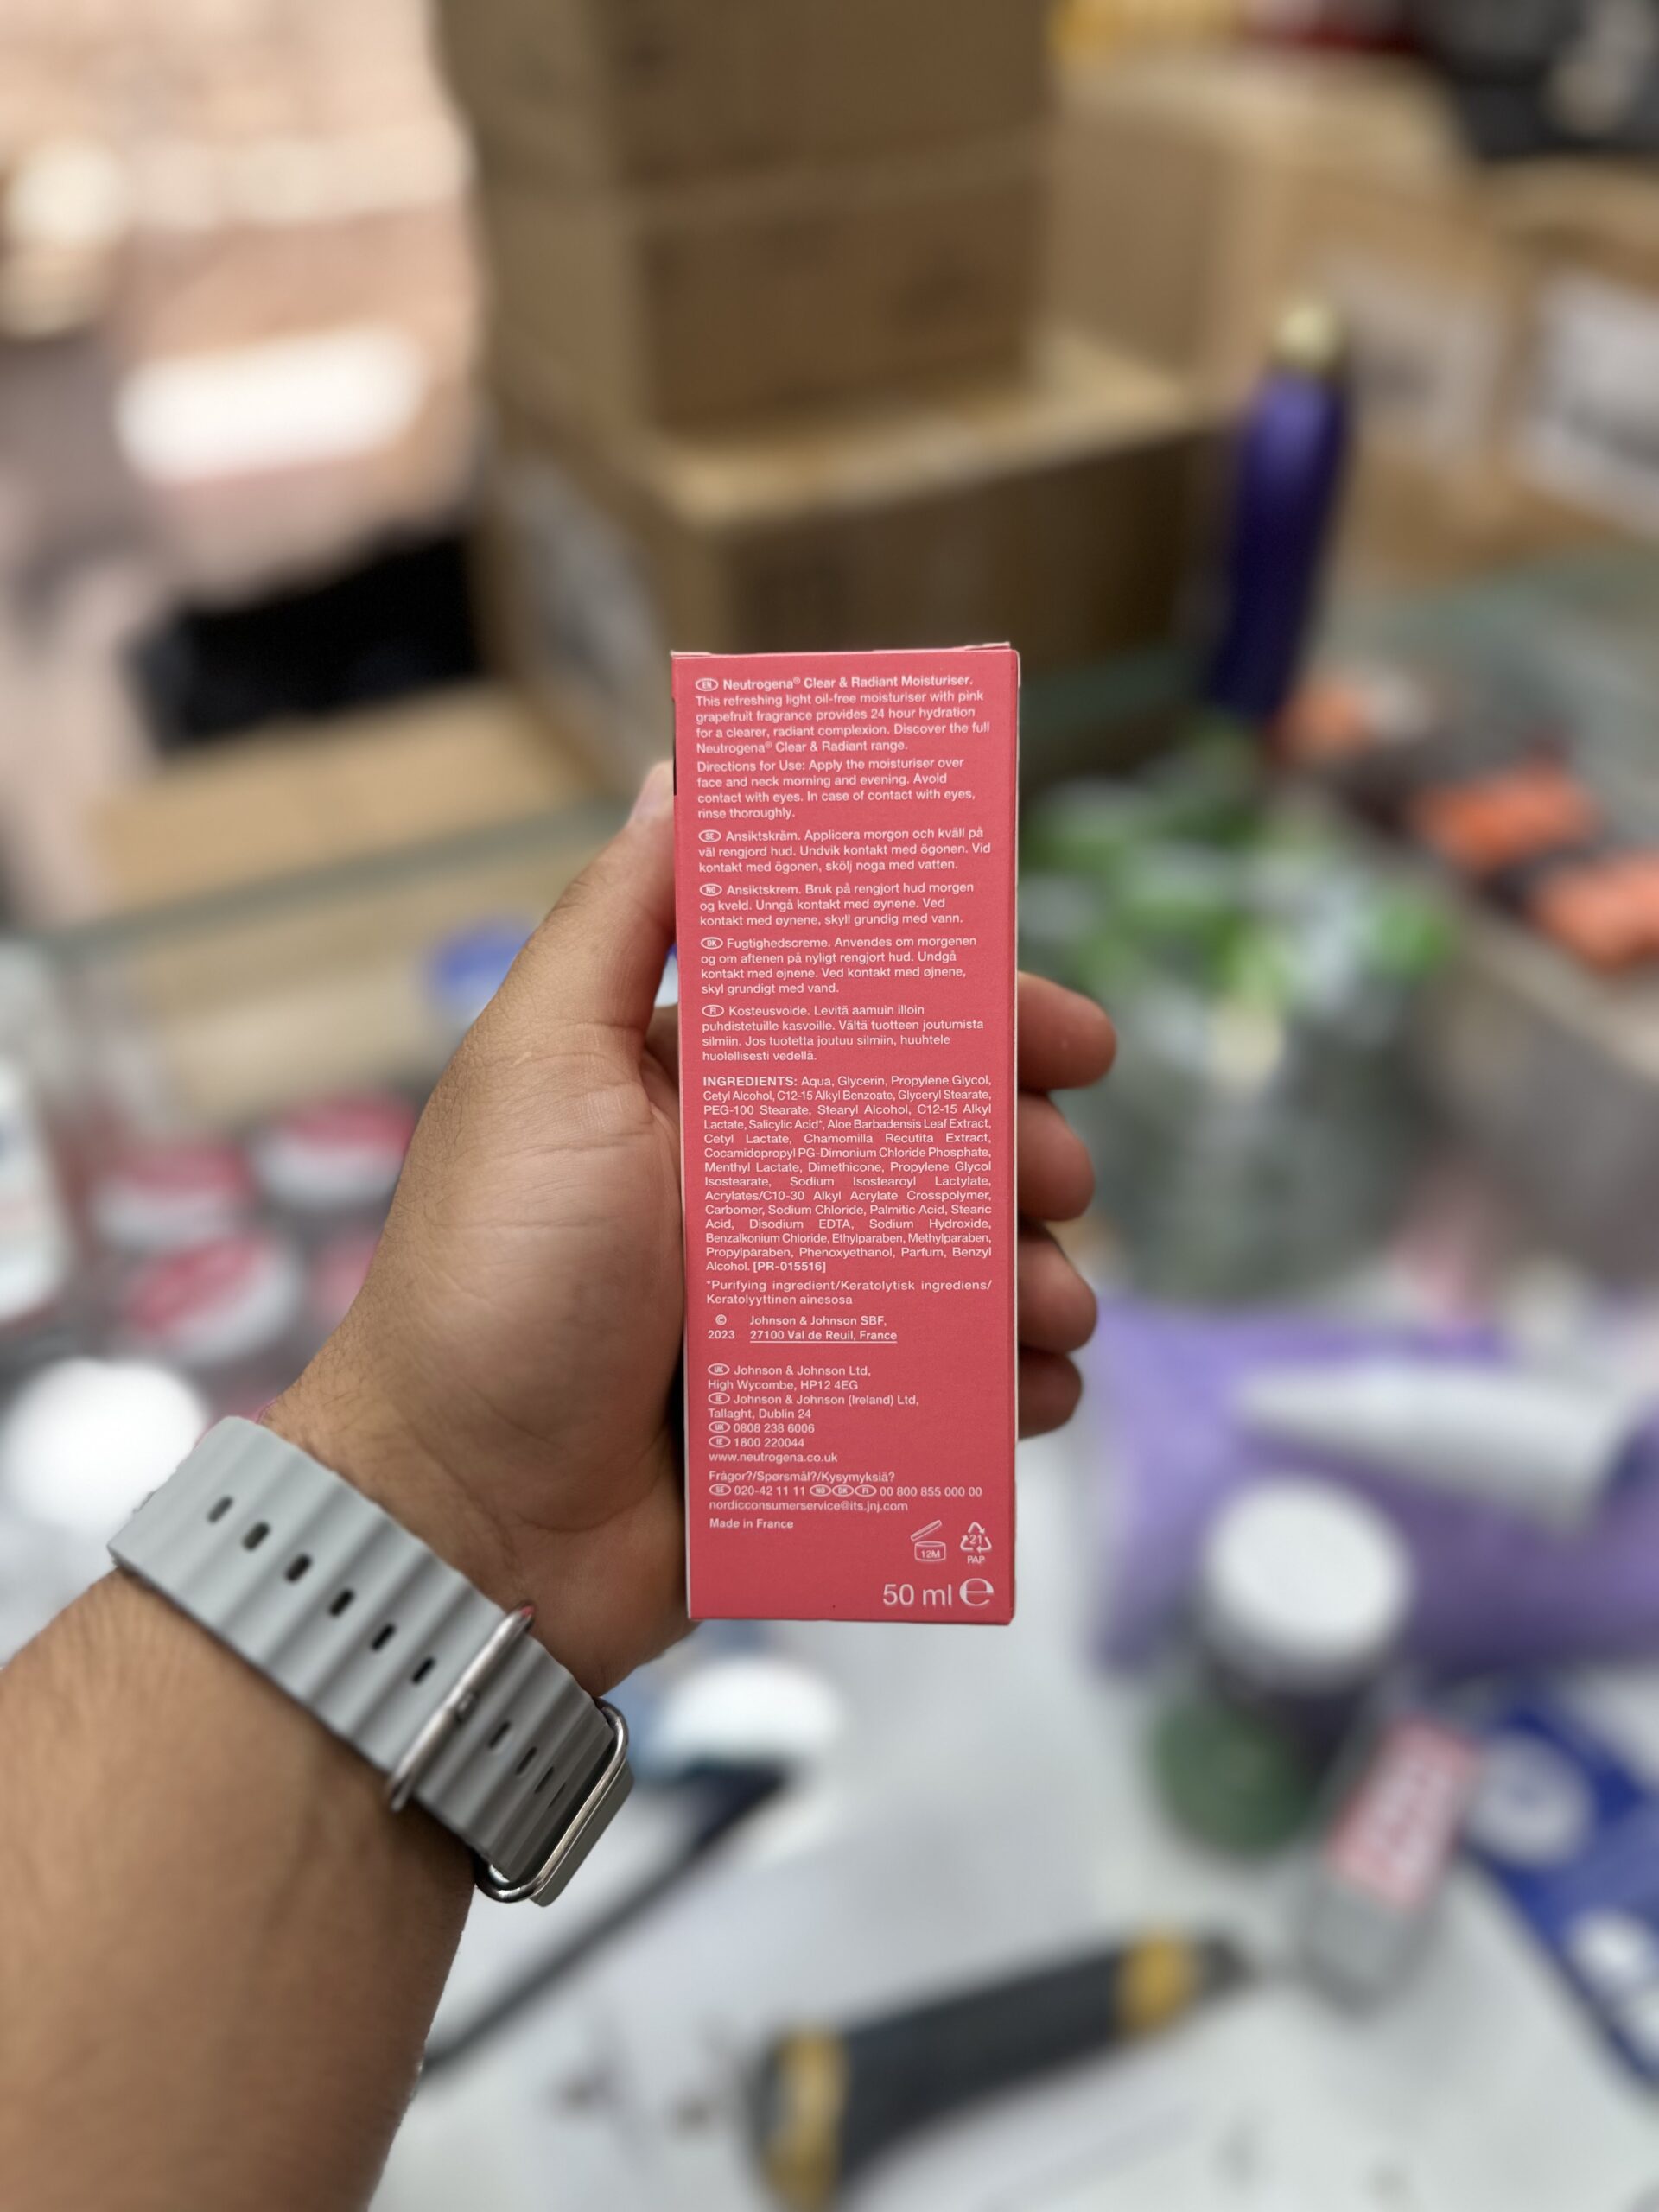 EN Neutrogena® Clear & Radiant Moisturiser.
This refreshing light oil-free moisturiser with pink
grapefruit fragrance provides 24 hour hydration
for a clearer, radiant complexion. Discover the full
Neutrogena® Clear & Radiant range.
Directions for Use: Apply the moisturiser over
face and neck morning and evening. Avoid
contact with eyes. In case of contact with eyes,
rinse thoroughly.
SE Ansiktskräm. Applicera morgon och kväll på
väl rengjord hud. Undvik kontakt med ögonen. Vid
kontakt med ögonen, skölj noga med vatten.
NO Ansiktskrem. Bruk på rengjort hud morgen
og kveld. Unngå kontakt med øynene. Ved
kontakt med øynene, skyll grundig med vann.
DK Fugtighedscreme. Anvendes om morgenen
og om aftenen på nyligt rengjort hud. Undgå
kontakt med øjnene. Ved kontakt med øjnene,
skyl grundigt med vand.
FI Kosteusvoide. Levitä aamuin illoin
puhdistetuille kasvoille. Vältä tuotteen joutumista
silmiin. Jos tuotetta joutuu silmiin, huuhtele
huolellisesti vedellä.
INGREDIENTS: Aqua, Glycerin, Propylene Glycol,
Cetyl Alcohol, C12-15 Alkyl Benzoate, Glyceryl Stearate,
PEG-100 Stearate, Stearyl Alcohol, C12-15 Alkyl
Lactate, Salicylic Acid*, Aloe Barbadensis Leaf Extract,
Cetyl Lactate, Chamomilla Recutita Extract,
Cocamidopropyl PG-Dimonium Chloride Phosphate,
Menthyl Lactate, Dimethicone, Propylene Glycol
Isostearate, Sodium Isostearoyl Lactylate,
Acrylates/C10-30 Alkyl Acrylate Crosspolymer,
Carbomer, Sodium Chloride, Palmitic Acid, Stearic
Acid, Disodium EDTA, Sodium Hydroxide,
Benzalkonium Chloride, Ethylparaben, Methylparaben,
Propylparaben, Phenoxyethanol, Parfum, Benzyl
Alcohol. [PR-015516]
*Purifying ingredient/Keratolytisk ingrediens/
Keratolyyttinen ainesosa
© Johnson & Johnson SBF,
2023 27100 Val de Reuil, France
UK Johnson & Johnson Ltd,
High Wycombe, HP12 4EG
IE Johnson & Johnson (Ireland) Ltd,
Tallaght, Dublin 24
UK 0808 238 6006
IE 1800 220044
www.neutrogena.co.uk
Frågor?/Spørsmål?/Kysymyksiä?
SE 020-42 11 11 NO DK FI 00 800 855 000 00
nordicconsumerservice@its.jnj.com
Made in France
12M
21
PAP
50 ml e